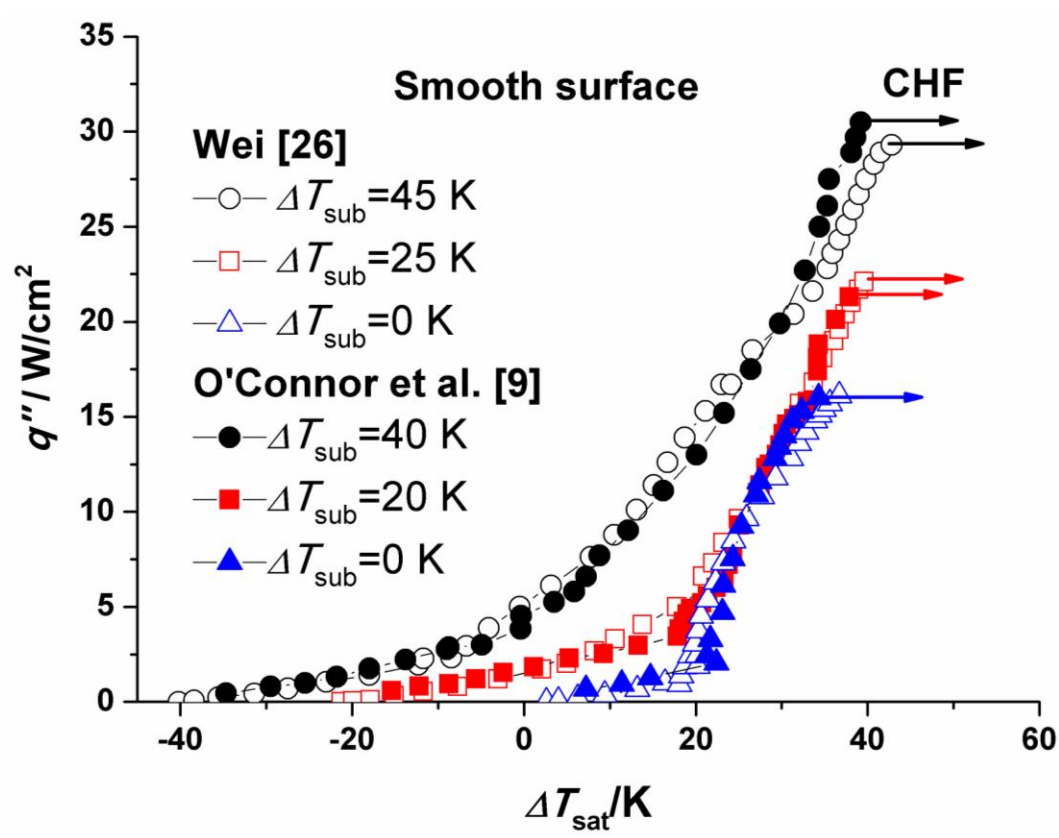 35
30
25
20
15
10
5
0
q″/ W/cm²
Smooth surface
CHF
Wei [26]
ΔTsub=45 K
ΔTsub=25 K
ΔTsub=0 K
O'Connor et al. [9]
ΔTsub=40 K
ΔTsub=20 K
ΔTsub=0 K
-40 -20 0 20 40 60
ΔTsat/K